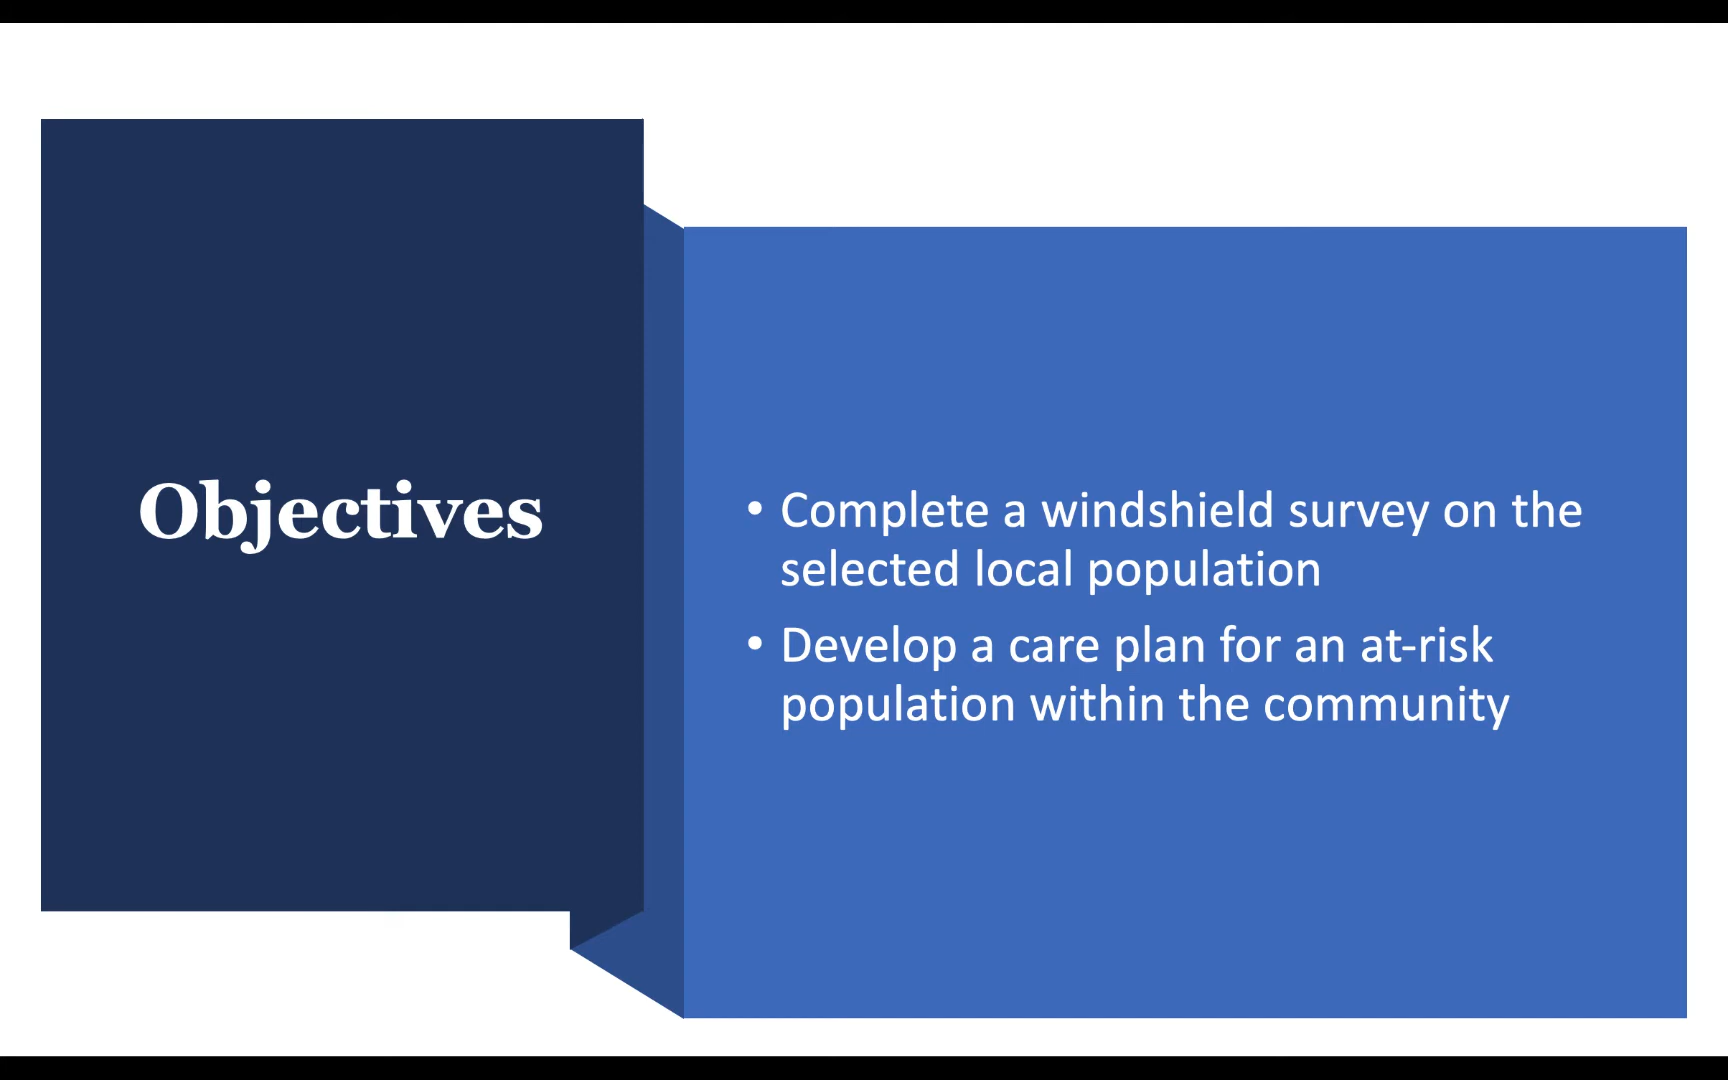 Objectives
• Complete a windshield survey on the
selected local population
• Develop a care plan for an at-risk
population within the community